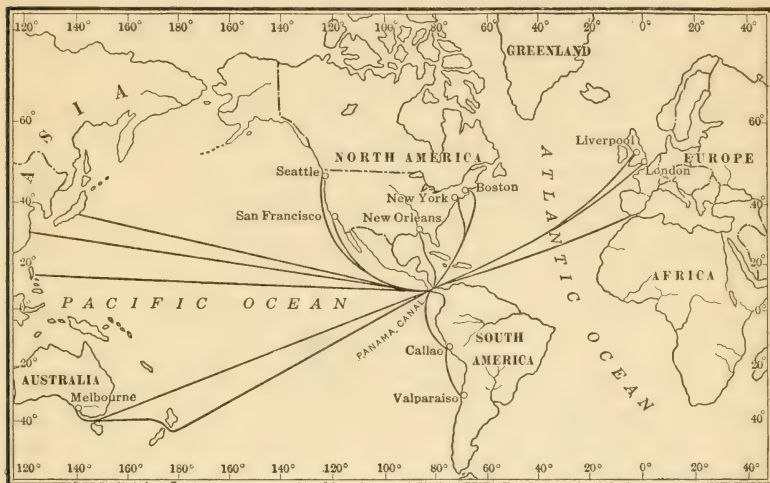 120° 140° 160° 180° 140° 120° 100° 80° 60° 40° 20° 0° 20° 40°
GREENLAND
ASIA
60° 60°
Liverpool
NORTH AMERICA
EUROPE
London
Seattle
Boston
New York
40° 40°
San Francisco
New Orleans
ATLANTIC OCEAN
20° 20°
AFRICA
PACIFIC OCEAN
0° 0°
PANAMA CANAL
SOUTH
AMERICA
Callao
20° 20°
AUSTRALIA
Melbourne
Valparaiso
40° 40°
120° 140° 160° 180° 140° 120° 100° 80° 60° 40° 20° 0° 20° 40°